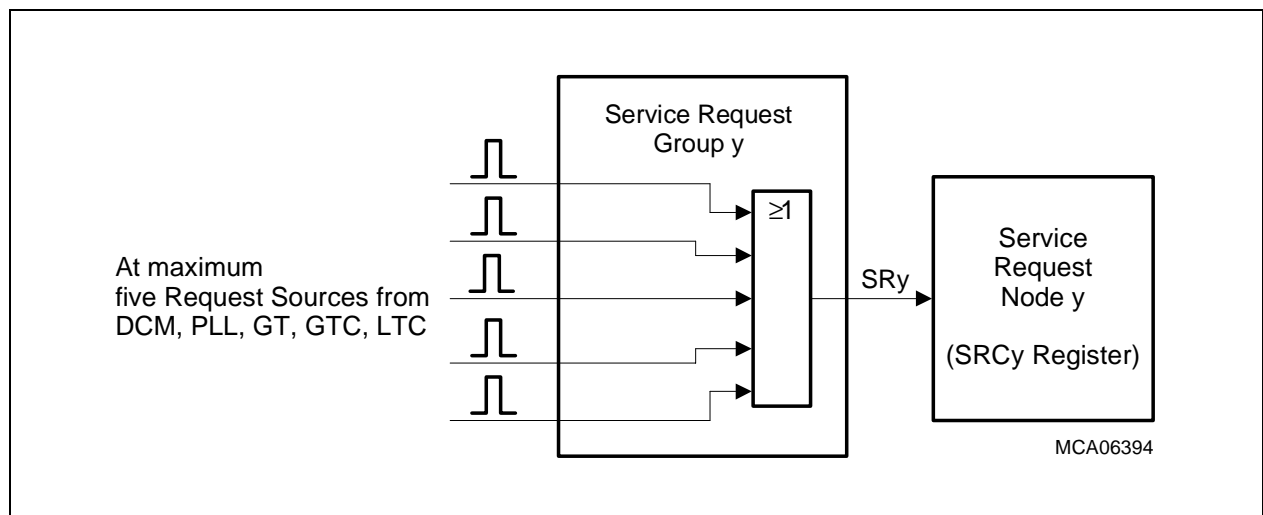 Service Request
Group y
≥1
At maximum
five Request Sources from
DCM, PLL, GT, GTC, LTC
SRy
Service
Request
Node y
(SRCy Register)
MCA06394